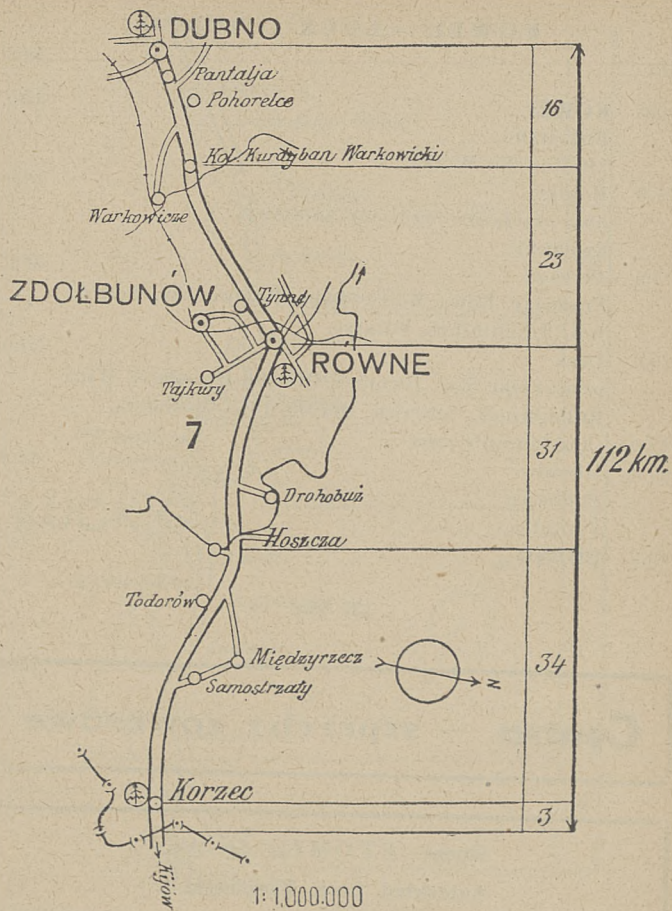 DUBNO
Pantalja
Pohorelce
16
Kol. Kurdyban Warkowicki
Warkowicze
23
ZDOŁBUNÓW
Tynne
RÓWNE
Tajkury
7
31
112 km.
Drohobuż
Hoszcza
Todorów
Międzyrzecz
34
N
Samostrzały
Korzec
3
Kijów
1:1.000.000